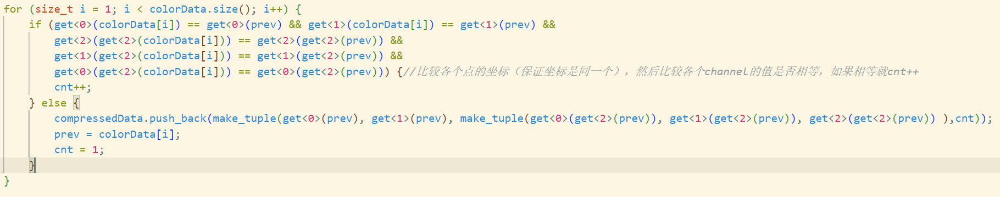 for (size_t i = 1; i < colorData.size(); i++) {
    if (get<0>(colorData[i]) == get<0>(prev) && get<1>(colorData[i]) == get<1>(prev) &&
        get<2>(get<2>(colorData[i])) == get<2>(get<2>(prev)) &&
        get<1>(get<2>(colorData[i])) == get<1>(get<2>(prev)) &&
        get<0>(get<2>(colorData[i])) == get<0>(get<2>(prev))) {//比较各个点的坐标（保证坐标是同一个），然后比较各个channel的值是否相等，如果相等就cnt++
        cnt++;
    } else {
        compressedData.push_back(make_tuple(get<0>(prev), get<1>(prev), make_tuple(get<0>(get<2>(prev)), get<1>(get<2>(prev)), get<2>(get<2>(prev)) ),cnt));
        prev = colorData[i];
        cnt = 1;
    }
}